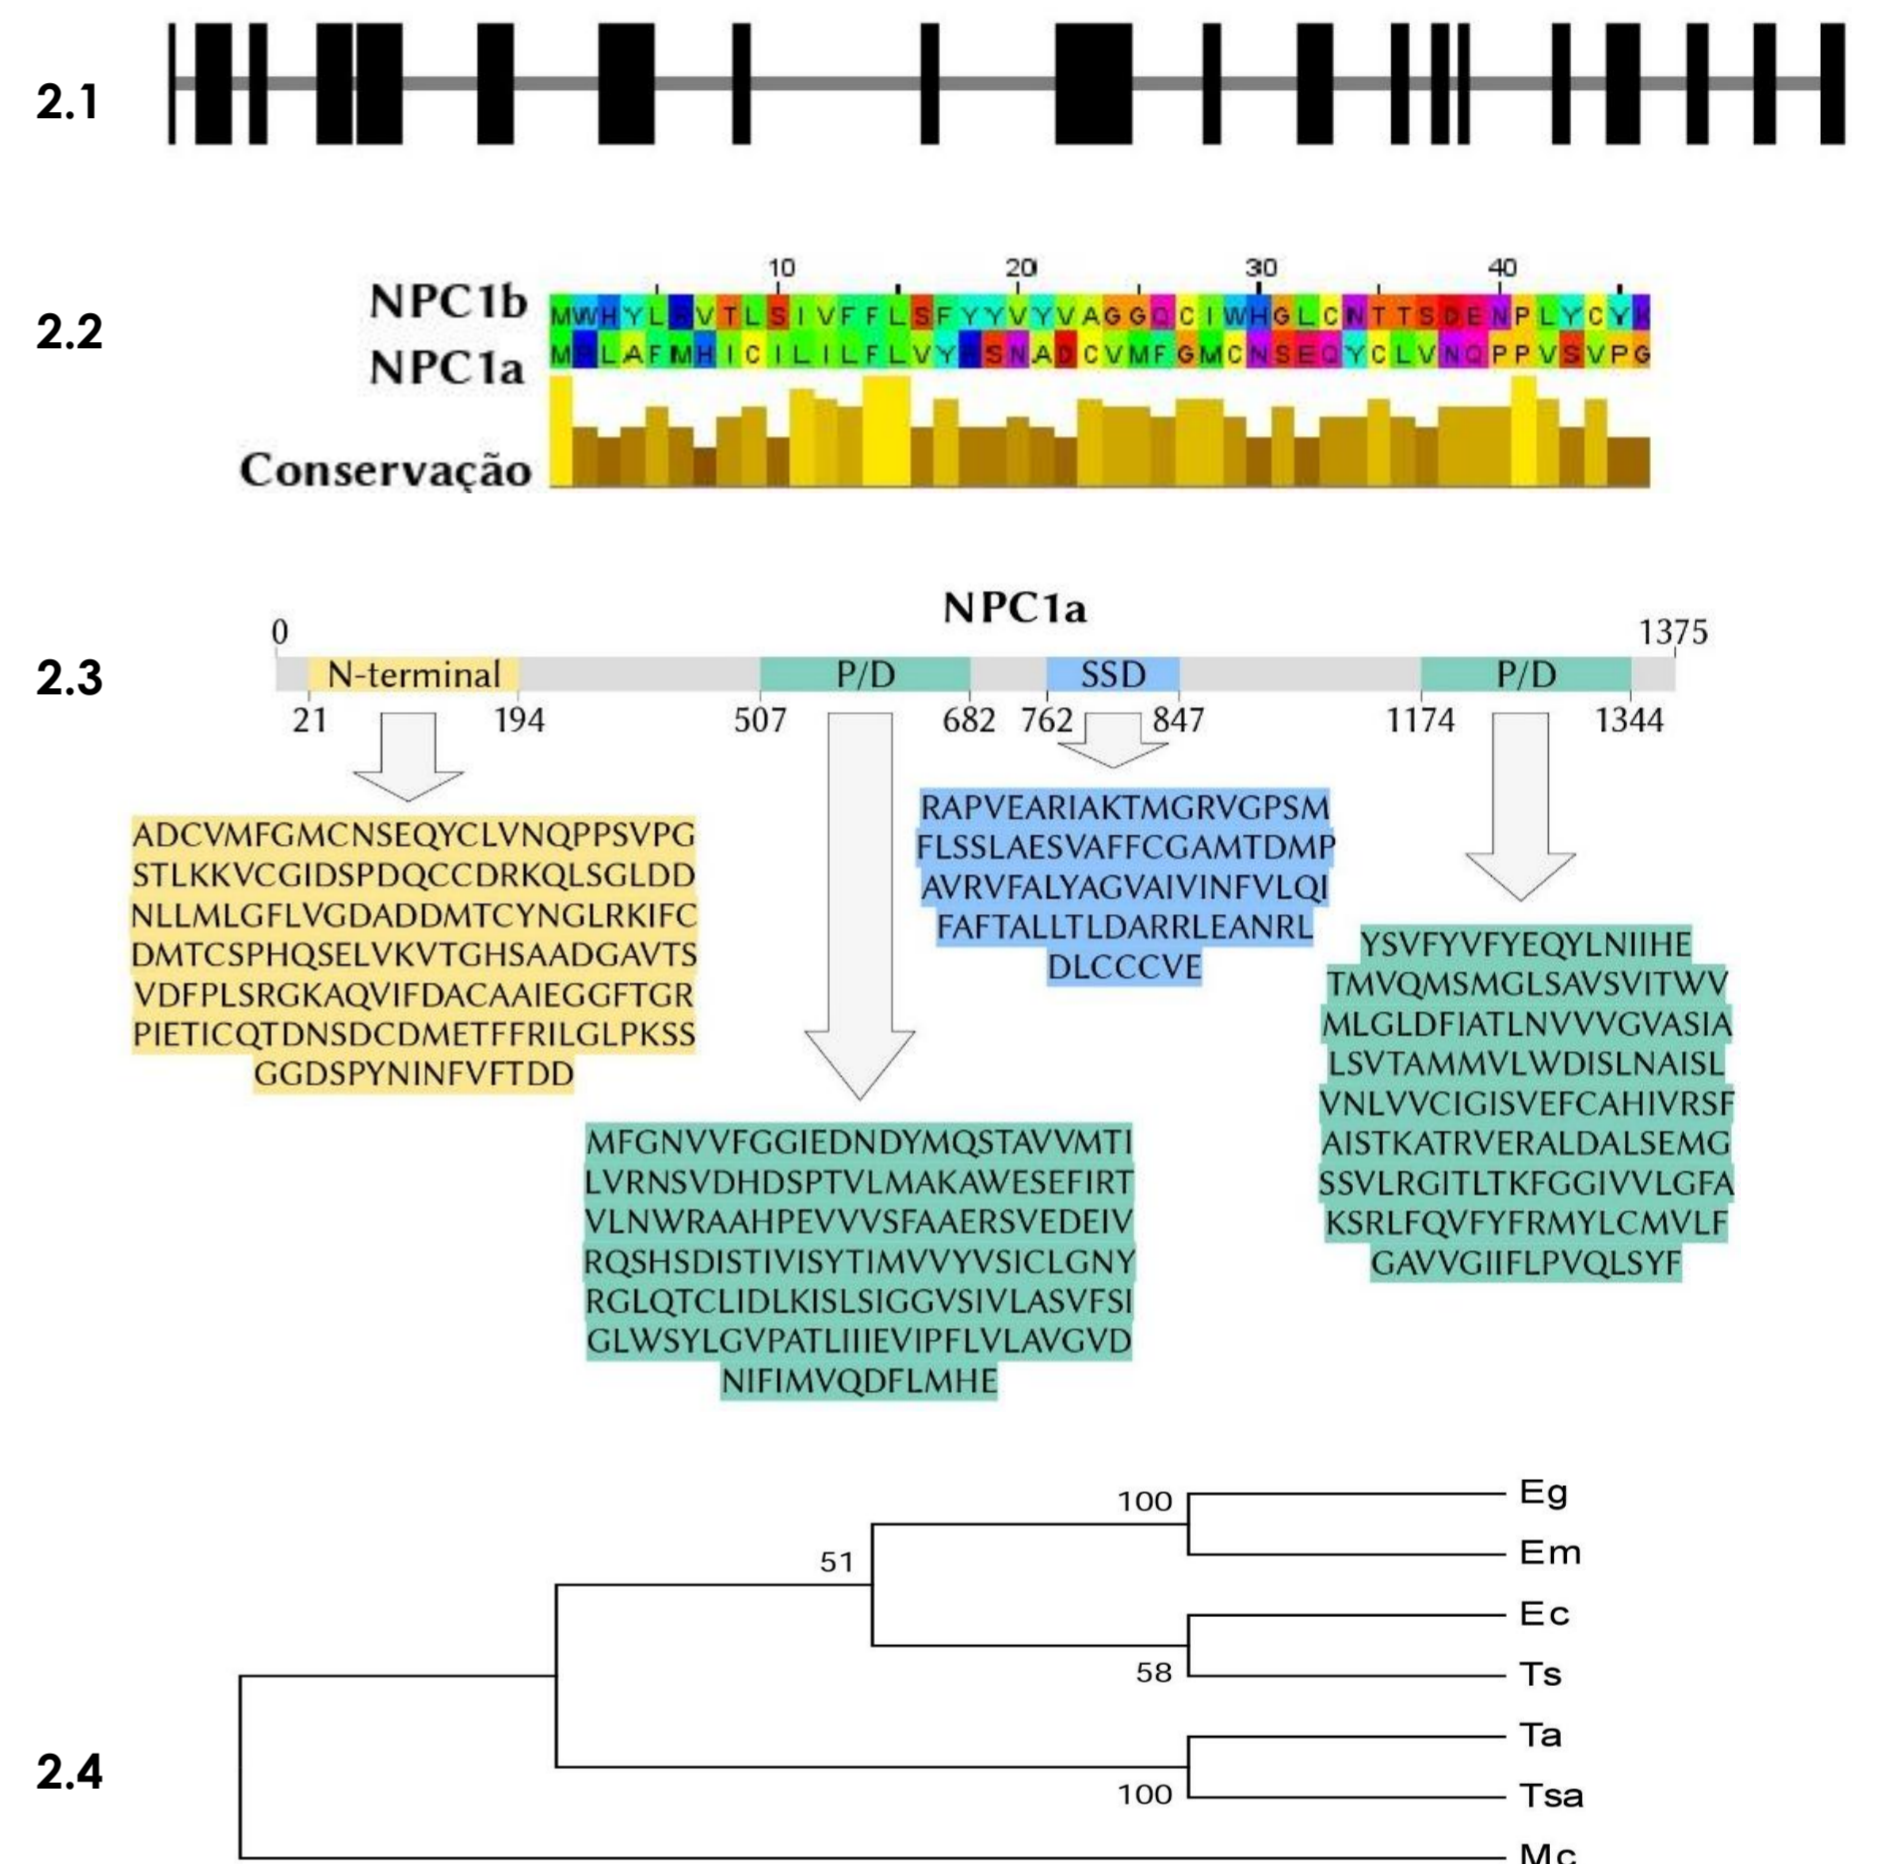 2.1
10 20 30 40
2.2
NPC1b MWHYLRVTLSIVFFLSFYYVYVAGGQCIWHGLCNTTSDENPLYCYK
NPC1a MRLAFMHICILILFLVYRSNADCVMFGMCNSEQYCLVNQPPVSVPG
Conservação
NPC1a
0 1375
2.3 N-terminal P/D SSD P/D
21 194 507 682 762 847 1174 1344
ADCVMFGMCNSEQYCLVNQPPSVPG
STLKKVCGIDSPDQCCDRKQLSGLDD
NLLMLGFLVGDADDMTCYNGLRKIFC
DMTCSPHQSELVKVTGHSAADGAVTS
VDFPLSRGKAQVIFDACAAIEGGFTGR
PIETICQTDNSDCDMETFFRILGLPKSS
GGDSPYNINFVFTDD
MFGNVVFGGIEDNDYMQSTAVVMTI
LVRNSVDHDSPTVLMAKAWESEFIRT
VLNWRAAHPEVVVSFAAERSVEDEIV
RQSHSDISTIVISYTIMVVYVSICLGNY
RGLQTCLIDLKISLSIGGVSIVLASVFSI
GLWSYLGVPATLIIIEVIPFLVLAVGVD
NIFIMVQDFLMHE
RAPVEARIAKTMGRVGPSM
FLSSLAESVAFFCGAMTDMP
AVRVFALYAGVAIVINFVLQI
FAFTALLTLDARRLEANRL
DLCCCVE
YSVFYVFYEQYLNIIHE
TMVQMSMGLSAVSVITWV
MLGLDFIATLNVVVGVASIA
LSVTAMMVLWDISLNAISL
VNLVVCIGISVEFCAHIVRSF
AISTKATRVERALDALSEMG
SSVLRGITLTKFGGIVVLGFA
KSRLFQVFYFRMYLCMVLF
GAVVGIIFLPVQLSYF
2.4
100 Eg
Em
51
Ec
58 Ts
Ta
100 Tsa
Mc